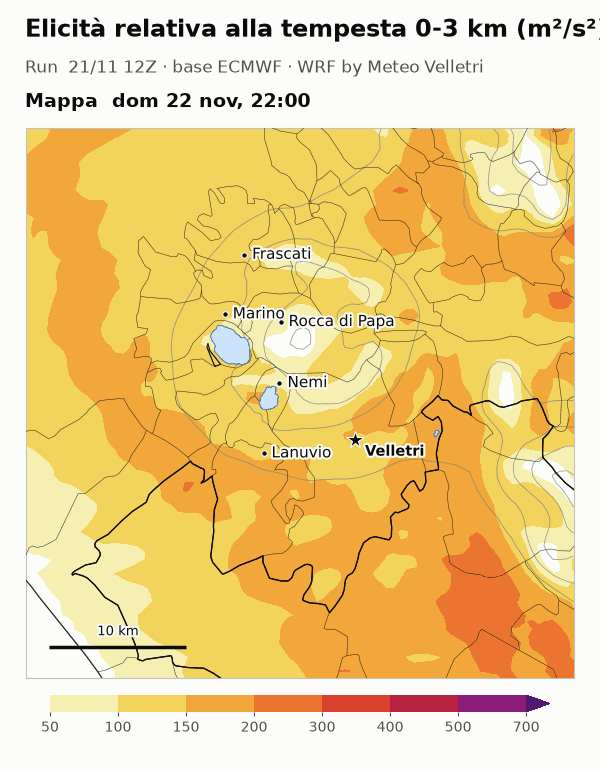 Elicità relativa alla tempesta 0-3 km (m²/s²)
Run 21/11 12Z · base ECMWF · WRF by Meteo Velletri
Mappa dom 22 nov, 22:00
Frascati
Marino
Rocca di Papa
Nemi
Velletri
Lanuvio
10 km
50 100 150 200 300 400 500 700